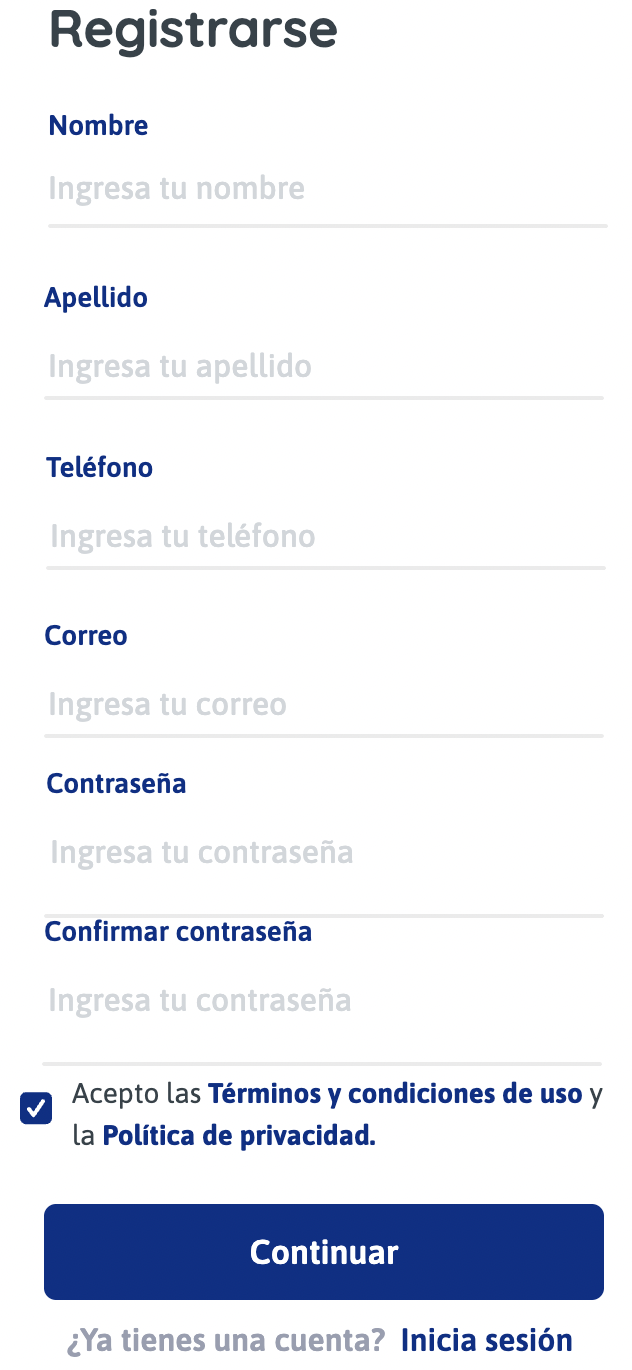 Registrarse
Nombre
Ingresa tu nombre
Apellido
Ingresa tu apellido
Teléfono
Ingresa tu teléfono
Correo
Ingresa tu correo
Contraseña
Ingresa tu contraseña
Confirmar contraseña
Ingresa tu contraseña
Acepto las Términos y condiciones de uso y
la Política de privacidad.
Continuar
¿Ya tienes una cuenta? Inicia sesión